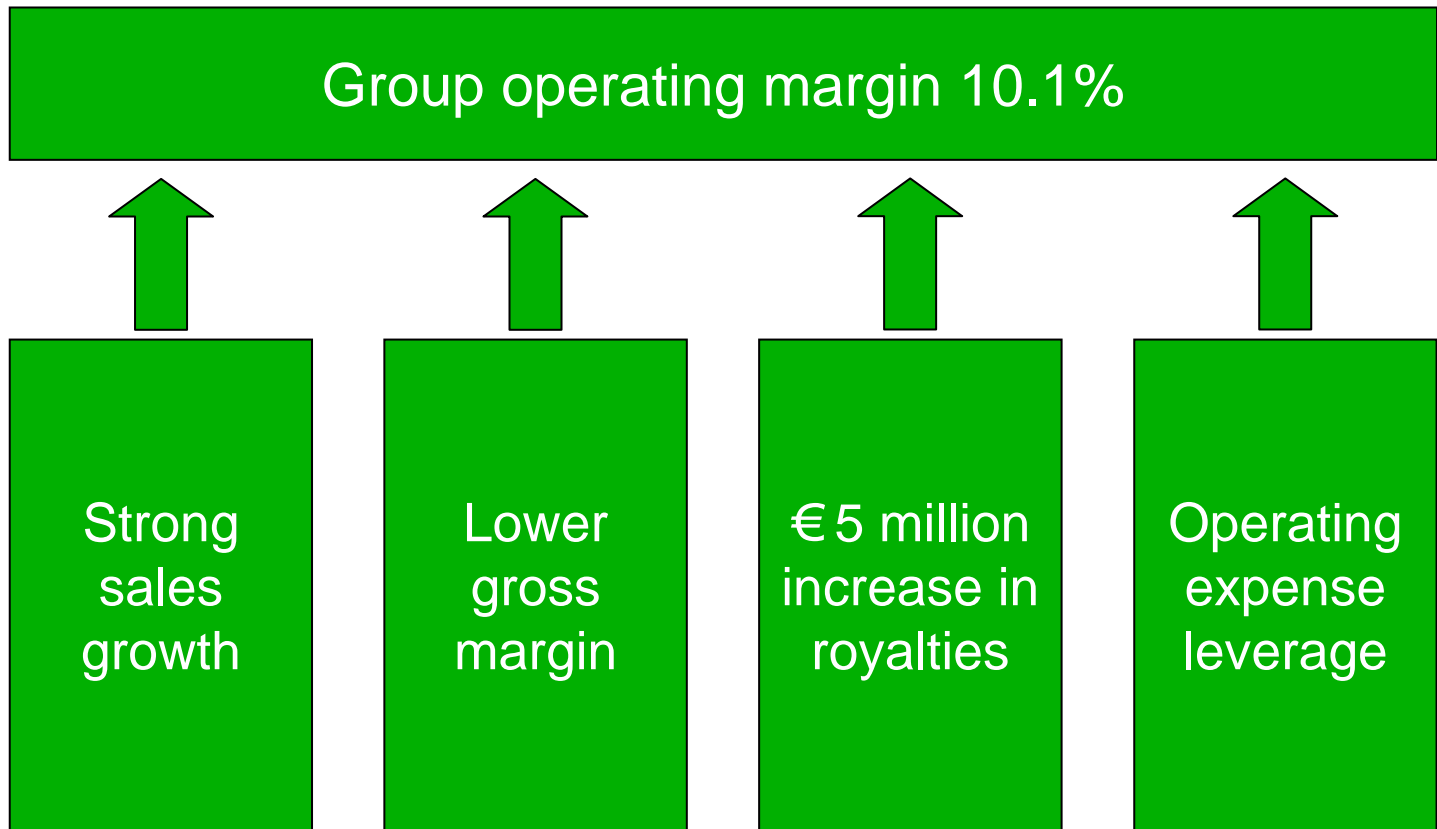 Group operating margin 10.1%
Strong
sales
growth
Lower
gross
margin
€5 million
increase in
royalties
Operating
expense
leverage